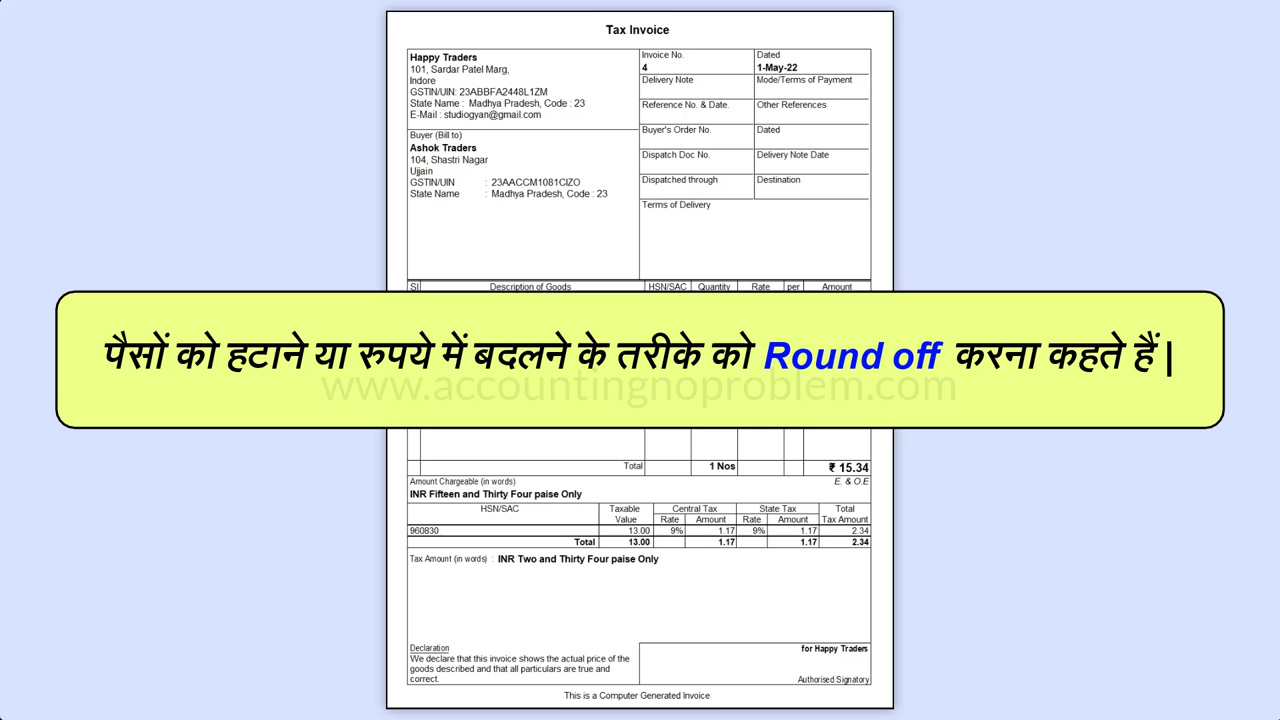 Tax Invoice
Happy Traders
101, Sardar Patel Marg,
Indore
GSTIN/UIN: 23ABBFA2448L1ZM
State Name : Madhya Pradesh, Code : 23
E-Mail : studiogyan@gmail.com
Invoice No.
4
Dated
1-May-22
Delivery Note
Mode/Terms of Payment
Reference No. & Date.
Other References
Buyer (Bill to)
Ashok Traders
104, Shastri Nagar
Ujjain
GSTIN/UIN : 23AACCM1081CIZO
State Name : Madhya Pradesh, Code : 23
Buyer's Order No.
Dated
Dispatch Doc No.
Delivery Note Date
Dispatched through
Destination
Terms of Delivery
SI Description of Goods HSN/SAC Quantity Rate per Amount
पैसों को हटाने या रुपये में बदलने के तरीके को Round off करना कहते हैं |
www.accountingnoproblem.com
Total 1 Nos ₹ 15.34
Amount Chargeable (in words) E. & O.E
INR Fifteen and Thirty Four paise Only
HSN/SAC Taxable Central Tax State Tax Total
Value Rate Amount Rate Amount Tax Amount
960830 13.00 9% 1.17 9% 1.17 2.34
Total 13.00 1.17 1.17 2.34
Tax Amount (in words) : INR Two and Thirty Four paise Only
Declaration
We declare that this invoice shows the actual price of the
goods described and that all particulars are true and
correct.
for Happy Traders
Authorised Signatory
This is a Computer Generated Invoice